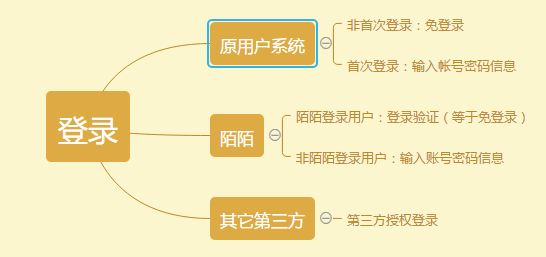 登录
原用户系统
非首次登录：免登录
首次登录：输入帐号密码信息
陌陌
陌陌登录用户：登录验证（等于免登录）
非陌陌登录用户：输入账号密码信息
其它第三方
第三方授权登录